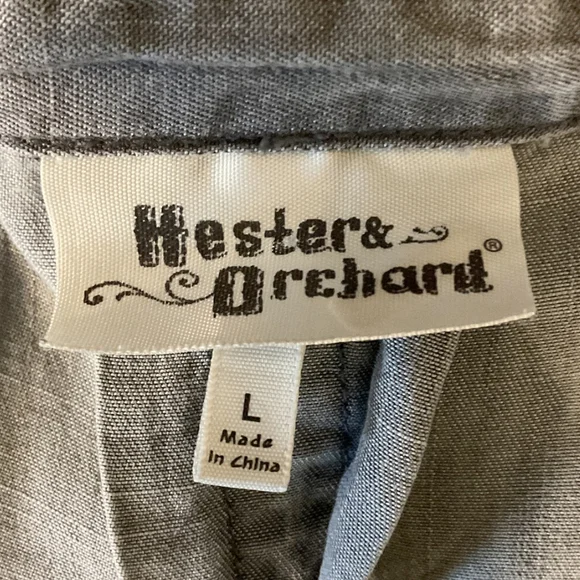 Hester&
Orchard®
L
Made
in China